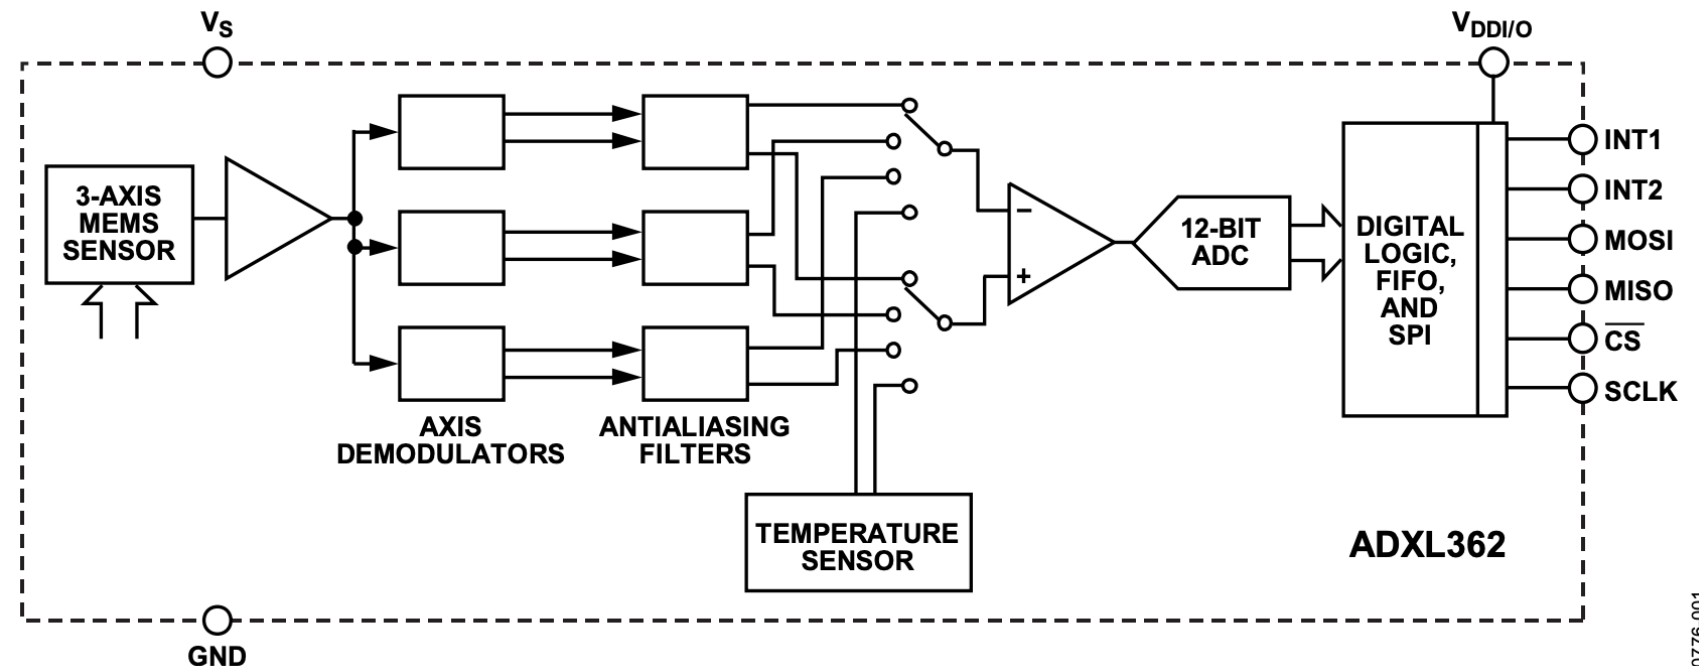 VS
VDDI/O
3-AXIS
MEMS
SENSOR
AXIS
DEMODULATORS
ANTIALIASING
FILTERS
TEMPERATURE
SENSOR
−
+
12-BIT
ADC
DIGITAL
LOGIC,
FIFO,
AND
SPI
INT1
INT2
MOSI
MISO
CS
SCLK
ADXL362
GND